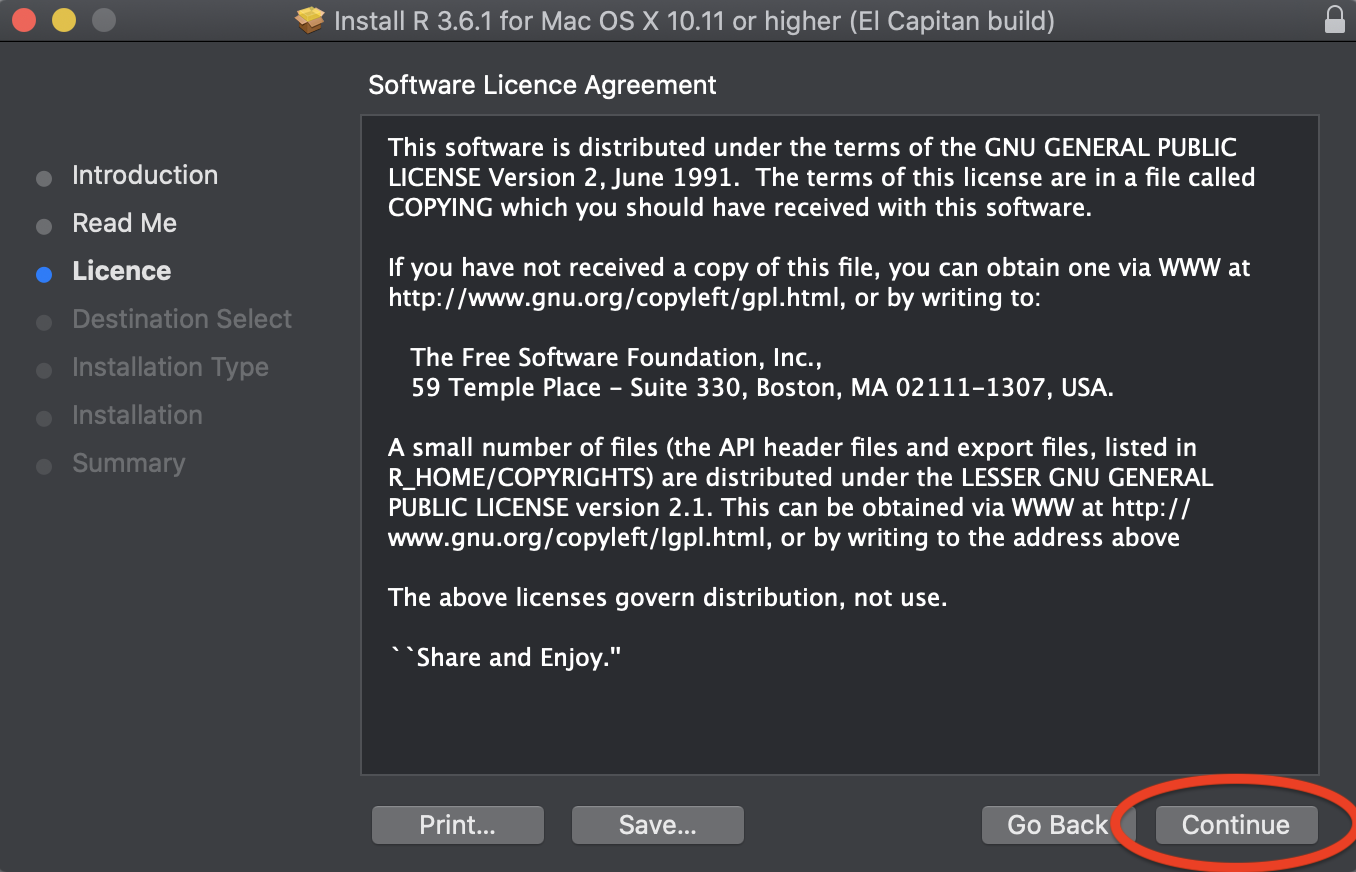 Install R 3.6.1 for Mac OS X 10.11 or higher (El Capitan build)
Software Licence Agreement
Introduction
Read Me
Licence
Destination Select
Installation Type
Installation
Summary
This software is distributed under the terms of the GNU GENERAL PUBLIC
LICENSE Version 2, June 1991.  The terms of this license are in a file called
COPYING which you should have received with this software.
If you have not received a copy of this file, you can obtain one via WWW at
http://www.gnu.org/copyleft/gpl.html, or by writing to:
The Free Software Foundation, Inc.,
59 Temple Place – Suite 330, Boston, MA 02111–1307, USA.
A small number of files (the API header files and export files, listed in
R_HOME/COPYRIGHTS) are distributed under the LESSER GNU GENERAL
PUBLIC LICENSE version 2.1. This can be obtained via WWW at http://
www.gnu.org/copyleft/lgpl.html, or by writing to the address above
The above licenses govern distribution, not use.
``Share and Enjoy.''
Print...
Save...
Go Back
Continue